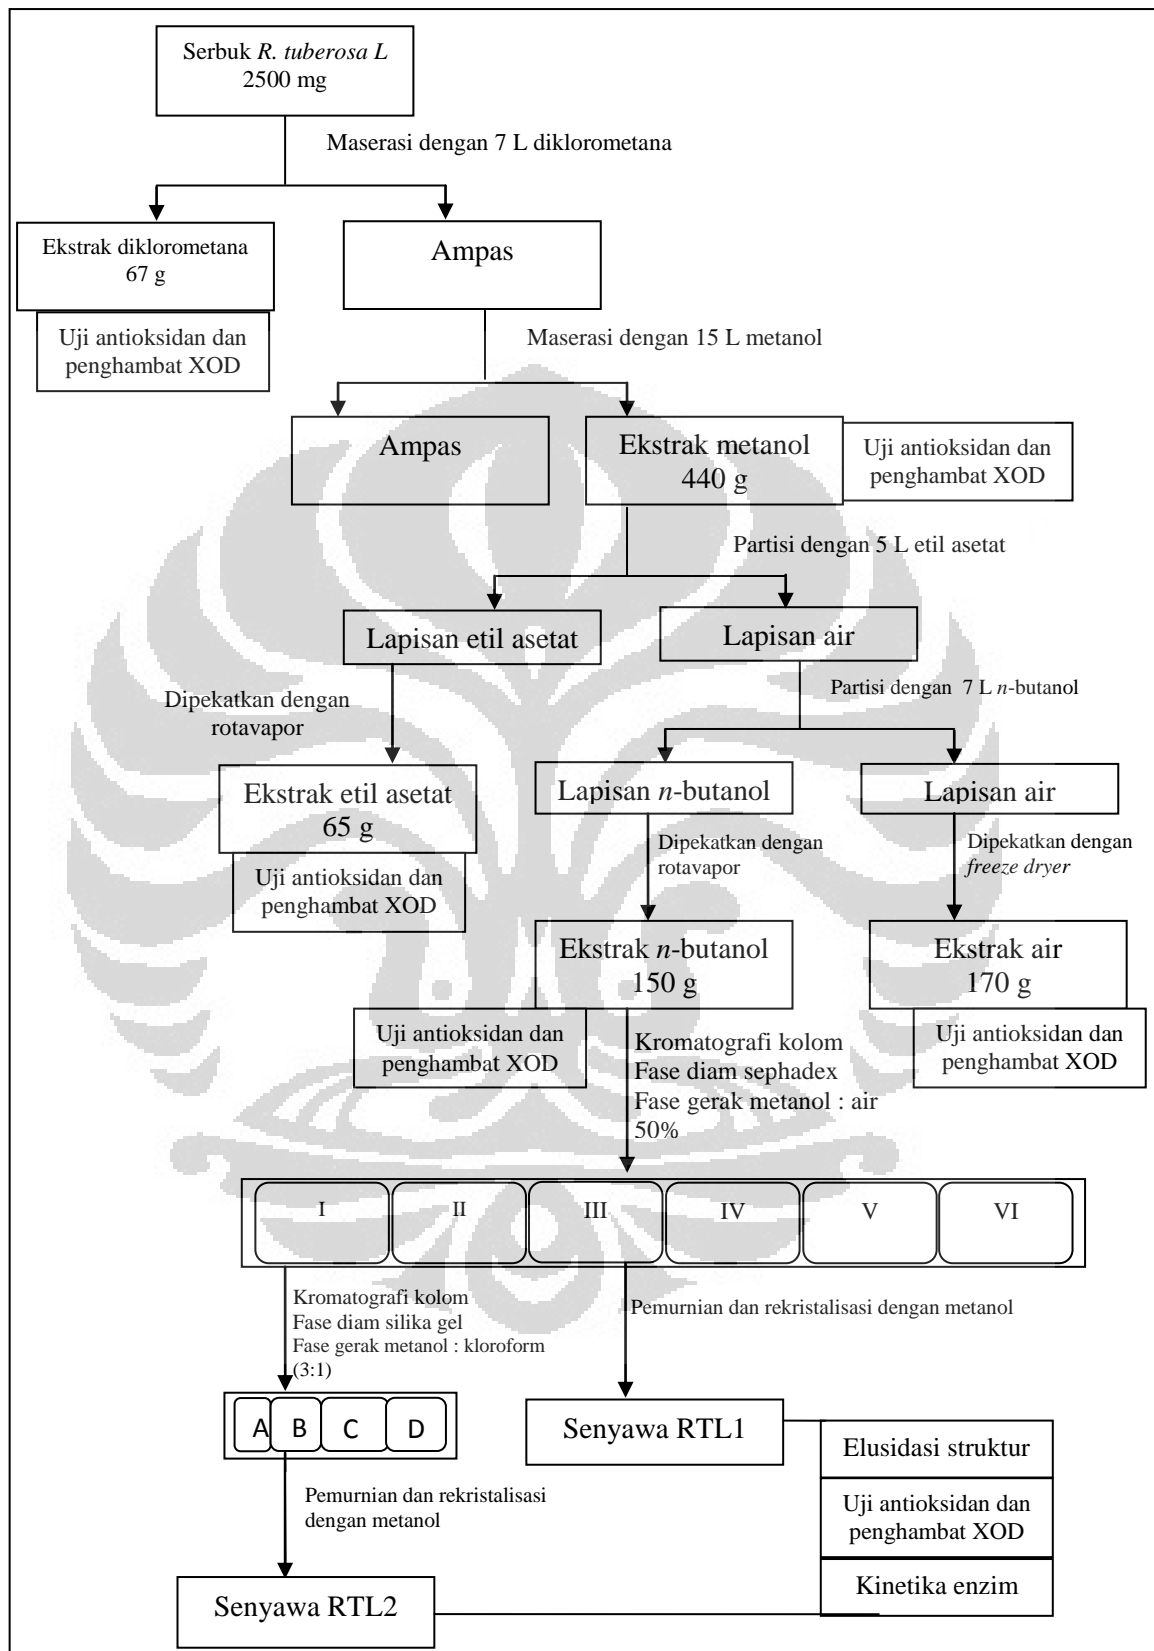 Serbuk R. tuberosa L
2500 mg
Maserasi dengan 7 L diklorometana
Ekstrak diklorometana
67 g
Ampas
Uji antioksidan dan
penghambat XOD
Maserasi dengan 15 L metanol
Ampas
Ekstrak metanol
440 g
Uji antioksidan dan
penghambat XOD
Partisi dengan 5 L etil asetat
Lapisan etil asetat
Lapisan air
Dipekatkan dengan
rotavapor
Partisi dengan 7 L n-butanol
Ekstrak etil asetat
65 g
Uji antioksidan dan
penghambat XOD
Lapisan n-butanol
Lapisan air
Dipekatkan dengan
rotavapor
Dipekatkan dengan
freeze dryer
Ekstrak n-butanol
150 g
Ekstrak air
170 g
Uji antioksidan dan
penghambat XOD
Kromatografi kolom
Fase diam sephadex
Fase gerak metanol : air
50%
Uji antioksidan dan
penghambat XOD
I II III IV V VI
Kromatografi kolom
Fase diam silika gel
Fase gerak metanol : kloroform
(3:1)
Pemurnian dan rekristalisasi dengan metanol
A B C D
Senyawa RTL1
Pemurnian dan rekristalisasi
dengan metanol
Elusidasi struktur
Uji antioksidan dan
penghambat XOD
Kinetika enzim
Senyawa RTL2